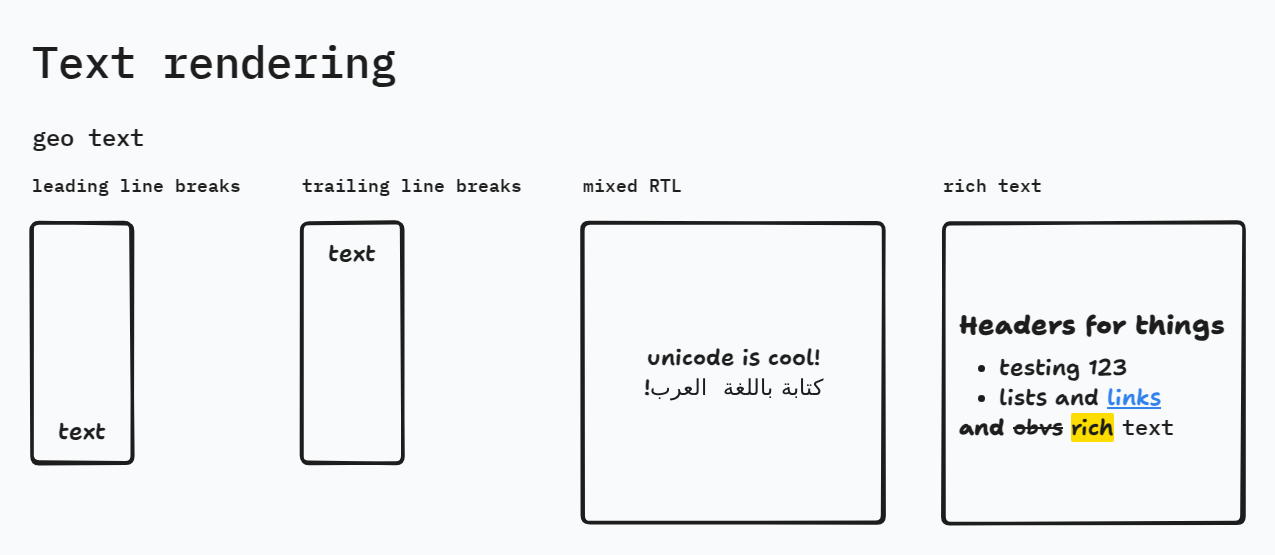 Text rendering
geo text
leading line breaks
trailing line breaks
mixed RTL
rich text
text
text
unicode is cool!
كتابة باللغة  العرب!
Headers for things
• testing 123
• lists and links
and obvs rich text